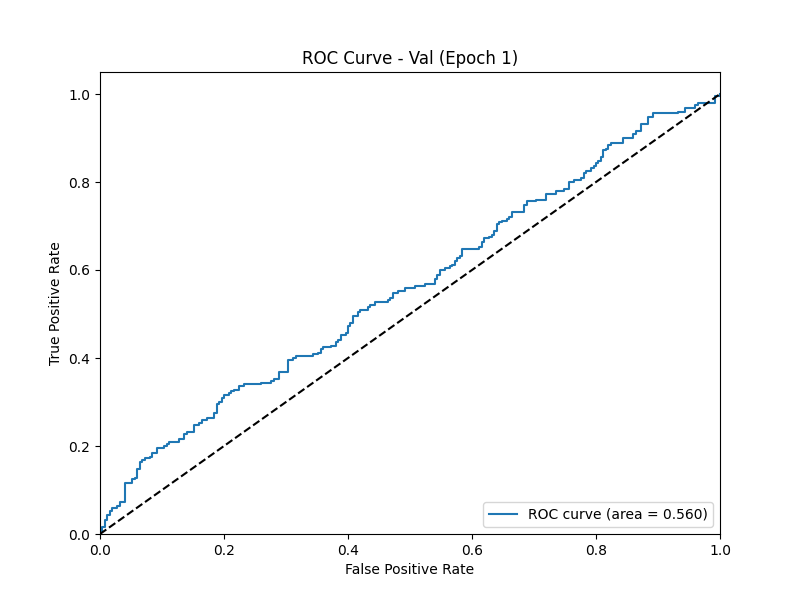 ROC Curve - Val (Epoch 1)
1.0
0.8
0.6
0.4
0.2
0.0
True Positive Rate
ROC curve (area = 0.560)
0.0 0.2 0.4 0.6 0.8 1.0
False Positive Rate